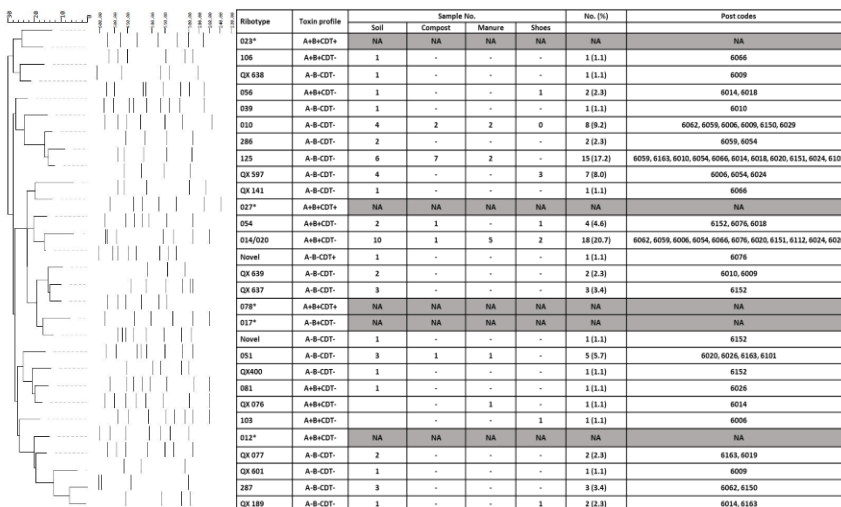 Ribotype Toxin profile Sample No. No. (%) Post codes
Soil Compost Manure Shoes
023* A+B+CDT+ NA NA NA NA NA NA
106 A+B+CDT- 1 - - - 1 (1.1) 6066
QX 638 A-B-CDT- 1 - - - 1 (1.1) 6009
056 A+B+CDT- 1 - - 1 2 (2.3) 6014, 6018
039 A-B-CDT- 1 - - - 1 (1.1) 6010
010 A-B-CDT- 4 2 2 0 8 (9.2) 6062, 6059, 6006, 6009, 6150, 6029
286 A-B-CDT- 2 - - - 2 (2.3) 6059, 6054
125 A-B-CDT- 6 7 2 - 15 (17.2) 6059, 6163, 6010, 6054, 6066, 6014, 6018, 6020, 6151, 6024, 610
QX 597 A-B-CDT- 4 - - 3 7 (8.0) 6006, 6054, 6024
QX 141 A-B-CDT- 1 - - - 1 (1.1) 6066
027* A+B+CDT+ NA NA NA NA NA NA
054 A+B+CDT- 2 1 - 1 4 (4.6) 6152, 6076, 6018
014/020 A+B+CDT- 10 1 5 2 18 (20.7) 6062, 6059, 6006, 6054, 6066, 6076, 6020, 6151, 6112, 6024, 602
Novel A-B-CDT+ 1 - - - 1 (1.1) 6076
QX 639 A-B-CDT- 2 - - - 2 (2.3) 6010, 6009
QX 637 A-B-CDT- 3 - - - 3 (3.4) 6152
078* A+B+CDT+ NA NA NA NA NA NA
017* A-B+CDT- NA NA NA NA NA NA
Novel A-B-CDT- 1 - - - 1 (1.1) 6152
051 A-B-CDT- 3 1 1 - 5 (5.7) 6020, 6026, 6163, 6101
QX400 A-B-CDT- 1 - - - 1 (1.1) 6152
081 A+B+CDT- 1 - - - 1 (1.1) 6026
QX 076 A+B+CDT- 1 - 1 (1.1) 6014
103 A+B+CDT- - - - 1 1 (1.1) 6006
012* A+B+CDT- NA NA NA NA NA NA
QX 077 A-B-CDT- 2 - - - 2 (2.3) 6163, 6019
QX 601 A-B-CDT- 1 - - - 1 (1.1) 6009
287 A-B-CDT- 3 - - - 3 (3.4) 6062, 6150
QX 189 A-B-CDT- 1 - - 1 2 (2.3) 6014, 6163